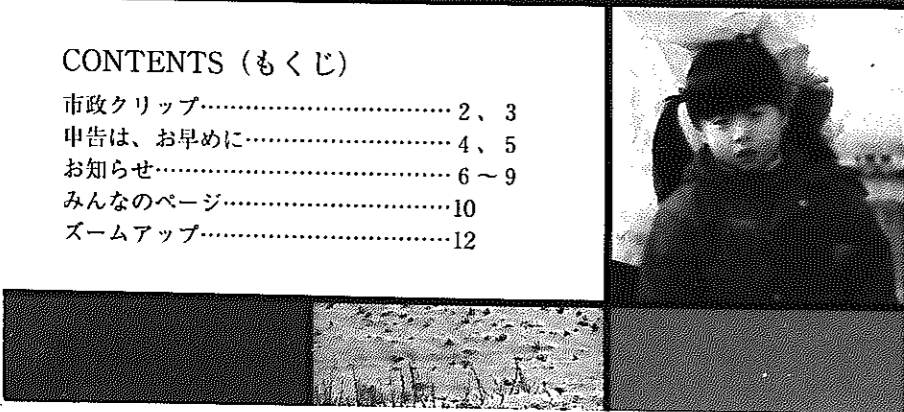 CONTENTS（もくじ）
市政クリップ……………………………2、3
申告は、お早めに………………………4、5
お知らせ…………………………………6～9
みんなのページ…………………………10
ズームアップ……………………………12